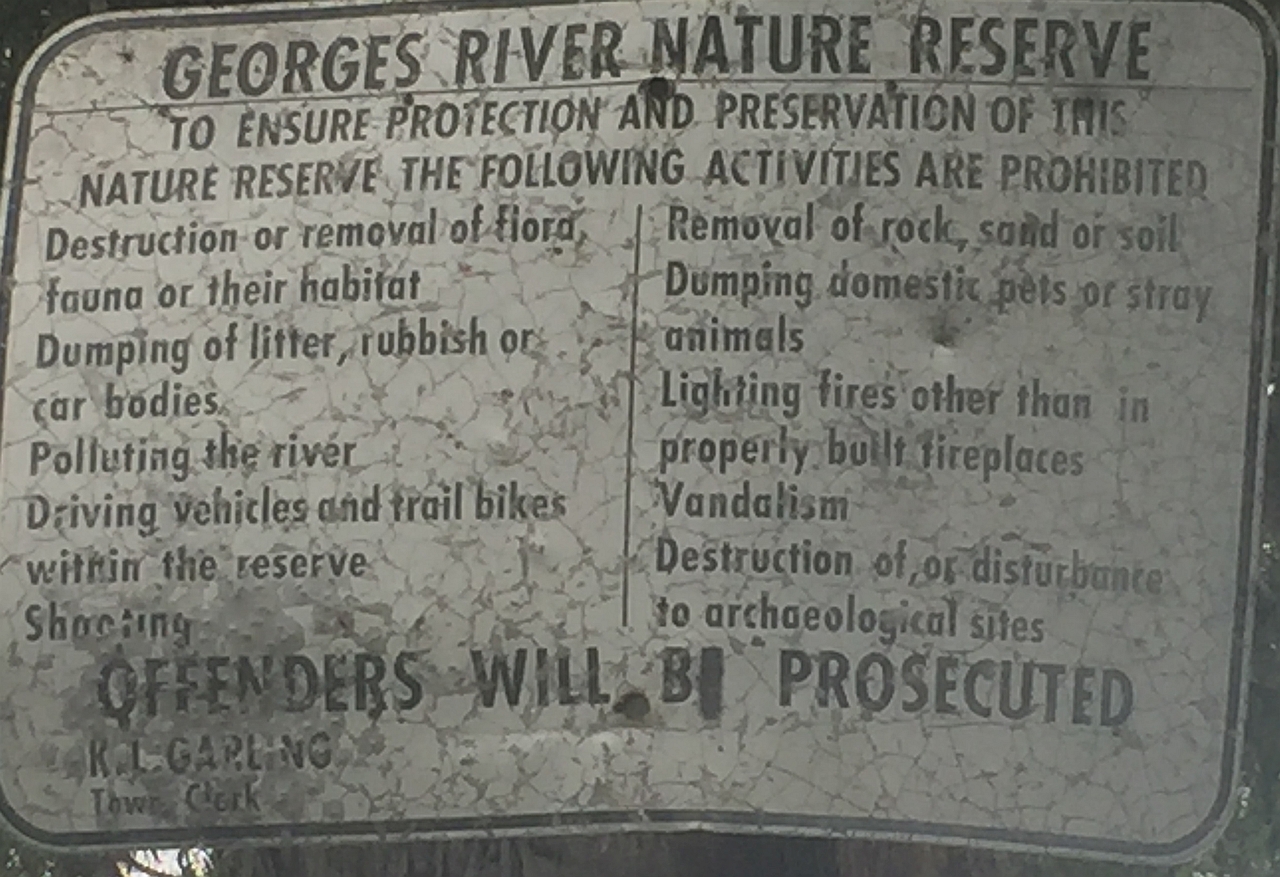 GEORGES RIVER NATURE RESERVE
TO ENSURE PROTECTION AND PRESERVATION OF THIS
NATURE RESERVE THE FOLLOWING ACTIVITIES ARE PROHIBITED
Destruction or removal of flora,
fauna or their habitat
Dumping of litter, rubbish or
car bodies
Polluting the river
Driving vehicles and trail bikes
within the reserve
Shooting
Removal of rock, sand or soil
Dumping domestic pets or stray
animals
Lighting fires other than in
properly built fireplaces
Vandalism
Destruction of, or disturbance
to archaeological sites
OFFENDERS WILL BE PROSECUTED
K.L. GARLING
Town Clerk